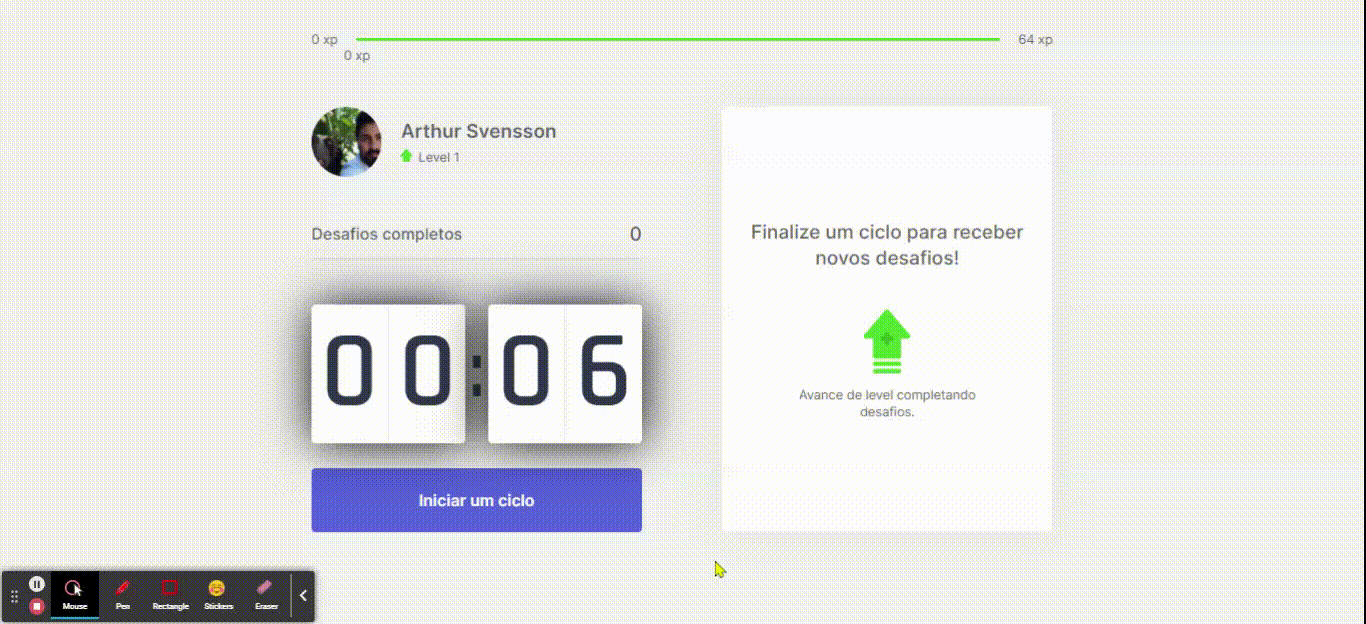 0 xp
64 xp
0 xp
Arthur Svensson
Level 1
Desafios completos
0
00:06
Iniciar um ciclo
Finalize um ciclo para receber
novos desafios!
Avance de level completando
desafios.
Mouse
Pen
Rectangle
Stickers
Eraser